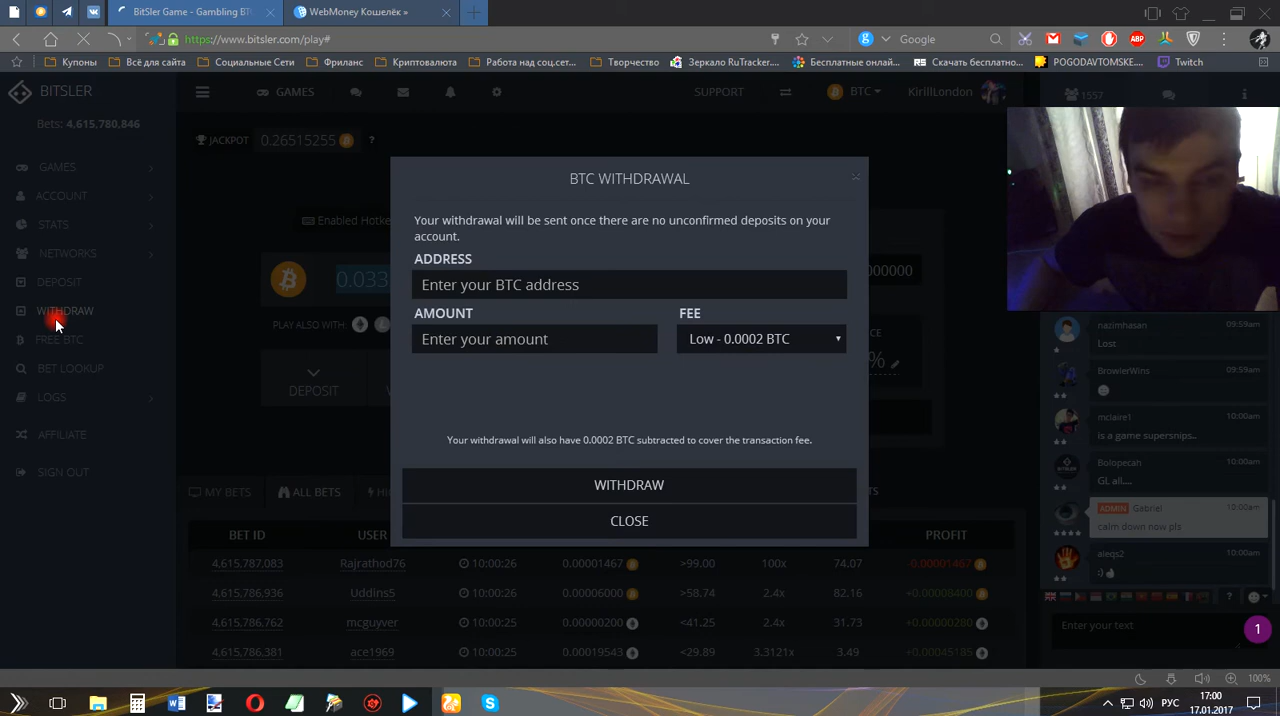 BitSler Game - Gambling BT
WebMoney Кошелёк »
https://www.bitsler.com/play#
Google
Купоны
Всё для сайта
Социальные Сети
Фриланс
Криптовалюта
Работа над соц.сет...
Творчество
Зеркало RuTracker....
Бесплатные онлай...
Скачать бесплатно...
POGODAVTOMSKE....
Twitch
BITSLER
GAMES
SUPPORT
BTC
KirillLondon
1557
Bets: 4,615,780,846
JACKPOT 0.26515255 ?
GAMES
ACCOUNT
STATS
NETWORKS
DEPOSIT
WITHDRAW
FREE BTC
BET LOOKUP
LOGS
AFFILIATE
SIGN OUT
Enabled Hotke
0.033
PLAY ALSO WITH
DEPOSIT
BTC WITHDRAWAL
Your withdrawal will be sent once there are no unconfirmed deposits on your
account.
ADDRESS
Enter your BTC address
AMOUNT
FEE
Enter your amount
Low - 0.0002 BTC
Your withdrawal will also have 0.0002 BTC subtracted to cover the transaction fee.
WITHDRAW
CLOSE
%
MY BETS
ALL BETS
BET ID
USER
PROFIT
4,615,787,083 Rajrathod76 10:00:26 0.00001467 >99.00 100x 74.07 -0.00001467
4,615,786,936 Uddins5 10:00:26 0.00006000 >58.74 2.4x 82.16 +0.00008400
4,615,786,762 mcguyver 10:00:25 0.00000200 >41.25 2.4x 31.73 +0.00000280
4,615,786,381 ace1969 10:00:25 0.00019543 <29.89 3.3121x 3.49 +0.00045185
nazimhasan 09:59am
Lost
BrowlerWins 09:59am
mclaire1 10:00am
is a game supersnips..
Bolopecah 10:00am
GL all....
ADMIN Gabriel 10:00am
calm down now pls
aleqs2 10:00am
:)
?
Enter your text
1
100%
РУС
17:00
17.01.2017